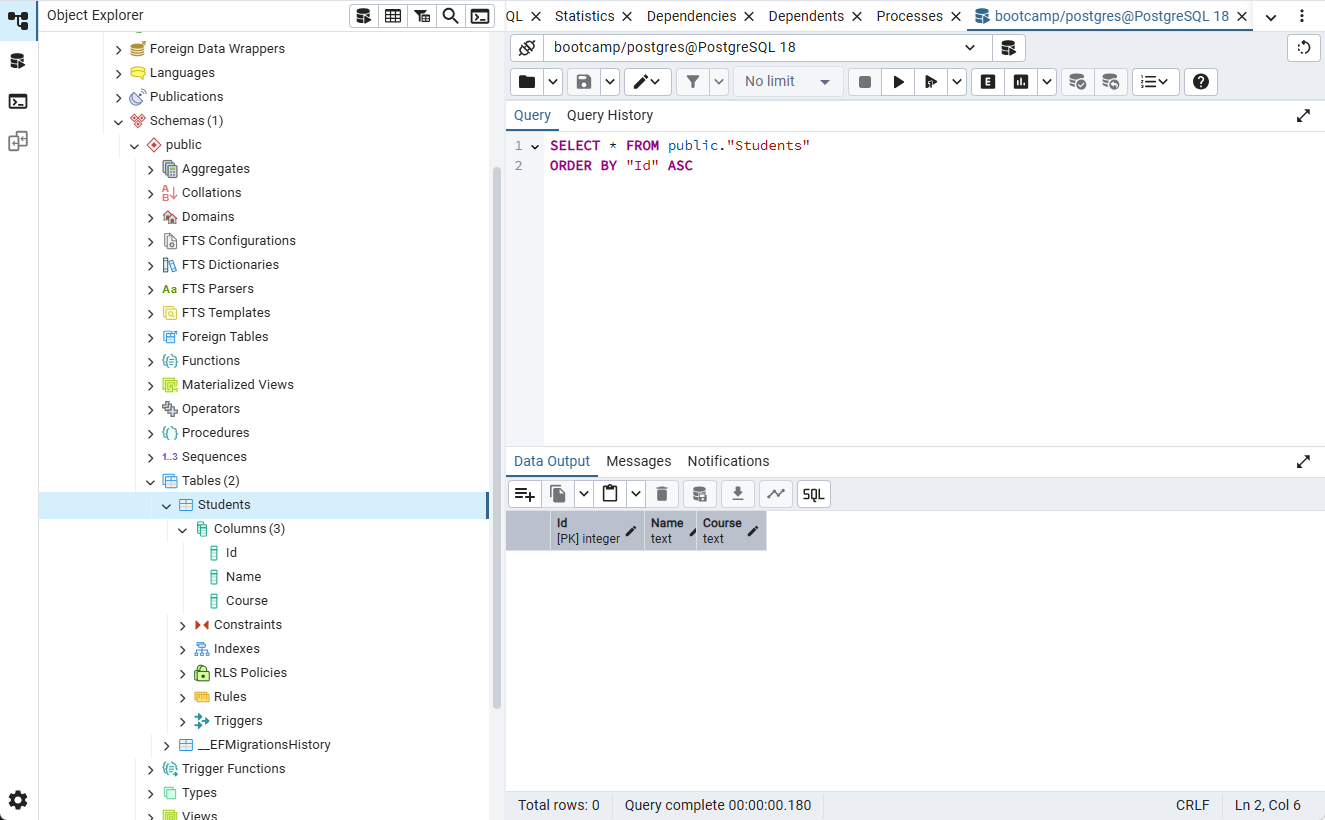 Object Explorer
Foreign Data Wrappers
Languages
Publications
Schemas (1)
public
Aggregates
Collations
Domains
FTS Configurations
FTS Dictionaries
Aa FTS Parsers
FTS Templates
Foreign Tables
Functions
Materialized Views
Operators
Procedures
1..3 Sequences
Tables (2)
Students
Columns (3)
Id
Name
Course
Constraints
Indexes
RLS Policies
Rules
Triggers
__EFMigrationsHistory
Trigger Functions
Types
Views
QL Statistics Dependencies Dependents Processes bootcamp/postgres@PostgreSQL 18
bootcamp/postgres@PostgreSQL 18
No limit E
Query Query History
1 SELECT * FROM public."Students"
2 ORDER BY "Id" ASC
Data Output Messages Notifications
SQL
Id Name Course
[PK] integer text text
Total rows: 0 Query complete 00:00:00.180 CRLF Ln 2, Col 6